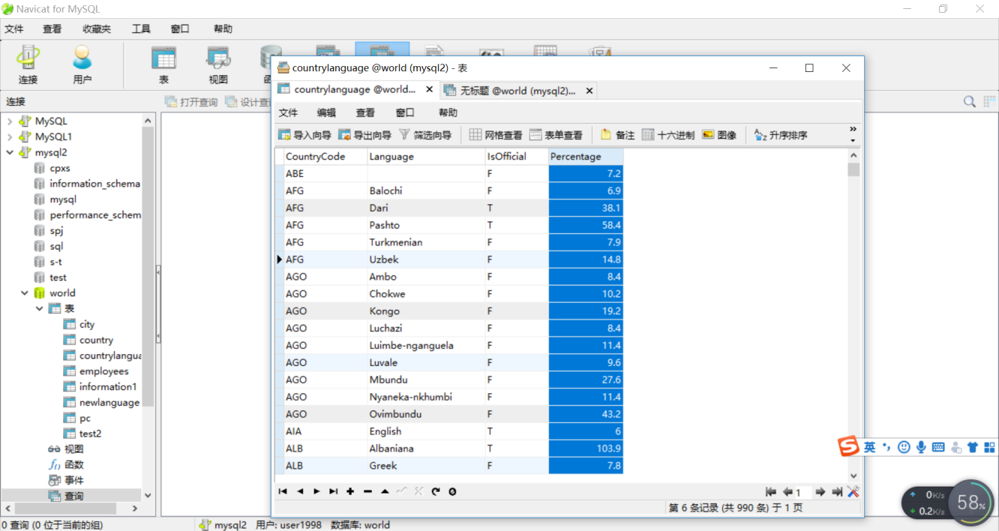 Navicat for MySQL
文件 查看 收藏夹 工具 窗口 帮助
连接 用户 表 视图
连接
打开查询 设计查
MySQL
MySQL1
mysql2
cpxs
information_schema
mysql
performance_schem
spj
sql
s-t
test
world
表
city
country
countrylangua
employees
information1
newlanguage
pc
test2
视图
函数
事件
查询
countrylanguage @world (mysql2) - 表
countrylanguage @world... 无标题 @world (mysql2)...
文件 编辑 查看 窗口 帮助
导入向导 导出向导 筛选向导 网格查看 表单查看 备注 十六进制 图像 升序排序
CountryCode Language IsOfficial Percentage
ABE F 7.2
AFG Balochi F 6.9
AFG Dari T 38.1
AFG Pashto T 58.4
AFG Turkmenian F 7.9
AFG Uzbek F 14.8
AGO Ambo F 8.4
AGO Chokwe F 10.2
AGO Kongo F 19.2
AGO Luchazi F 8.4
AGO Luimbe-nganguela F 11.4
AGO Luvale F 9.6
AGO Mbundu F 27.6
AGO Nyaneka-nkhumbi F 11.4
AGO Ovimbundu F 43.2
AIA English T 6
ALB Albaniana T 103.9
ALB Greek F 7.8
1
第 6 条记录 (共 990 条) 于 1 页
英
0K/s
0.2K/s
58%
0 查询 (0 位于当前的组) mysql2 用户: user1998 数据库: world